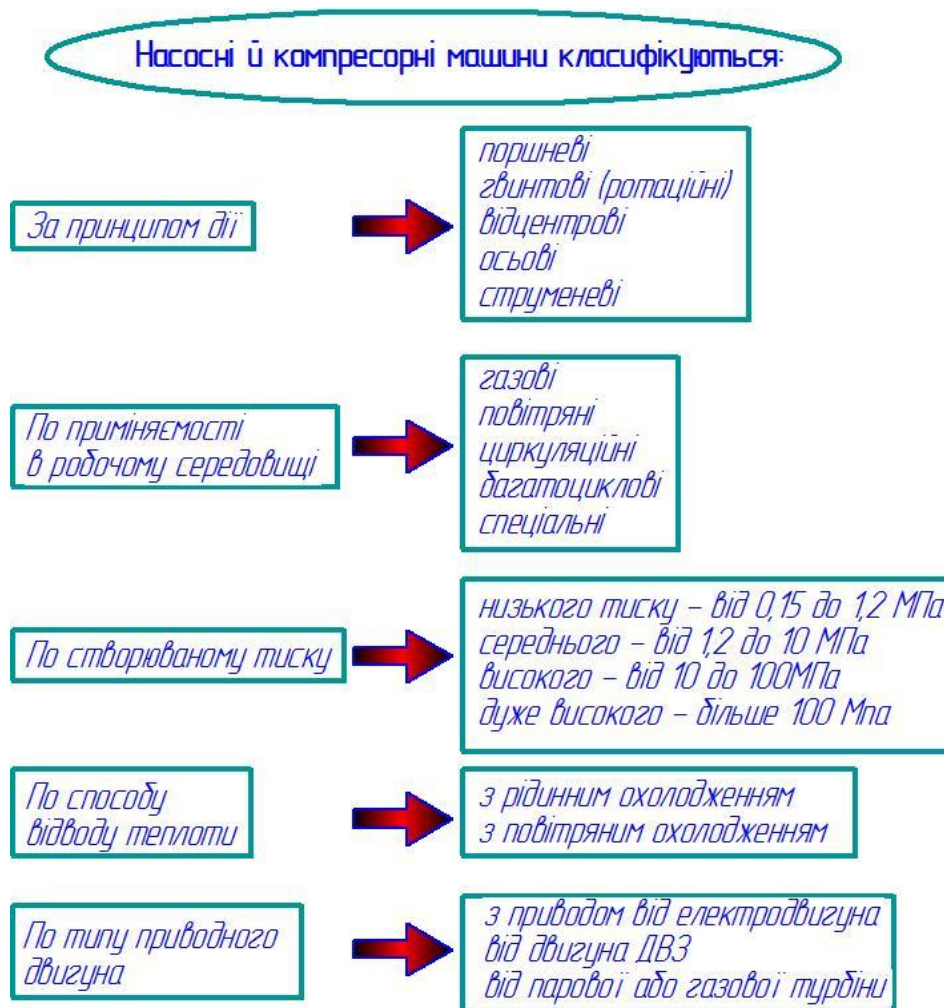 Насосні й компресорні машини класифікуються:
За принципом дії
поршневі
гвинтові (ротаційні)
відцентрові
осьові
струменеві
По приміняємості
в робочому середовищі
газові
повітряні
циркуляційні
багатоциклові
спеціальні
По створюваному тиску
низького тиску – від 0,15 до 1,2 МПа
середнього – від 1,2 до 10 МПа
високого – від 10 до 100МПа
дуже високого – більше 100 Мпа
По способу
відводу теплоти
з рідинним охолодженням
з повітряним охолодженням
По типу приводного
двигуна
з приводом від електродвигуна
від двигуна ДВЗ
від парової або газової турбіни